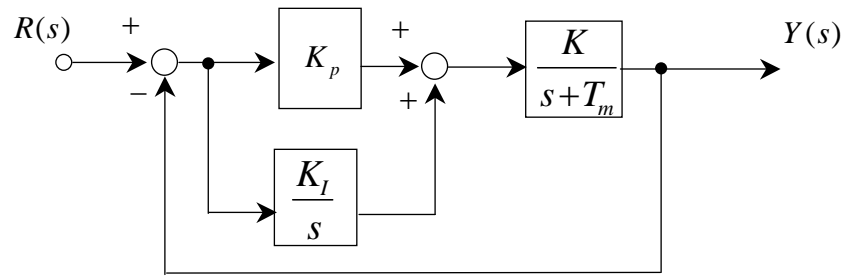 R(s)
+
−
K_p
+
+
K_I
s
K
s+T_m
Y(s)